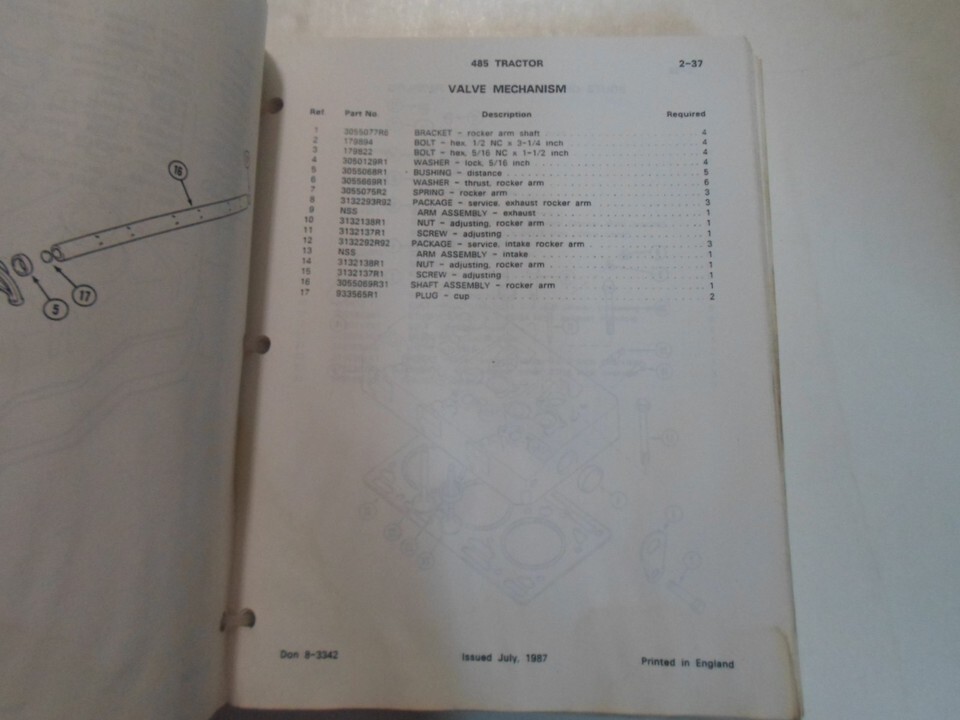 16
5
17
485 TRACTOR 2-37
VALVE MECHANISM
Ref Part No. Description Required
1 3055077R6 BRACKET - rocker arm shaft 4
2 179894 BOLT - hex, 1/2 NC x 3-1/4 inch 4
3 179822 BOLT - hex, 5/16 NC x 1-1/2 inch 4
4 3050129R1 WASHER - lock, 5/16 inch 4
5 3055068R1 BUSHING - distance 5
6 3055669R1 WASHER - thrust, rocker arm 6
7 3055075R2 SPRING - rocker arm 3
8 3132293R92 PACKAGE - service, exhaust rocker arm 3
9 NSS ARM ASSEMBLY - exhaust 1
10 3132138R1 NUT - adjusting, rocker arm 1
11 3132137R1 SCREW - adjusting 1
12 3132292R92 PACKAGE - service, intake rocker arm 3
13 NSS ARM ASSEMBLY - intake 1
14 3132138R1 NUT - adjusting, rocker arm 1
15 3132137R1 SCREW - adjusting 1
16 3055069R31 SHAFT ASSEMBLY - rocker arm 1
17 933565R1 PLUG - cup 2
Don 8-3342 Issued July, 1987 Printed in England